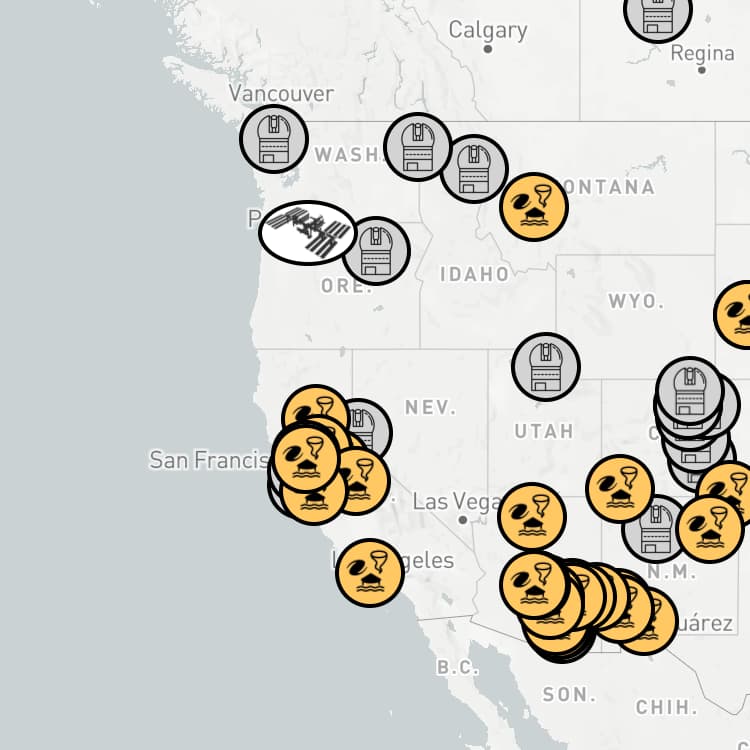 Calgary
Regina
Vancouver
WASH.
ONTANA
P
IDAHO
ORE.
WYO.
NEV.
UTAH
C
San Francis
Las Vega
L geles
N.M.
uárez
B.C.
SON.
CHIH.